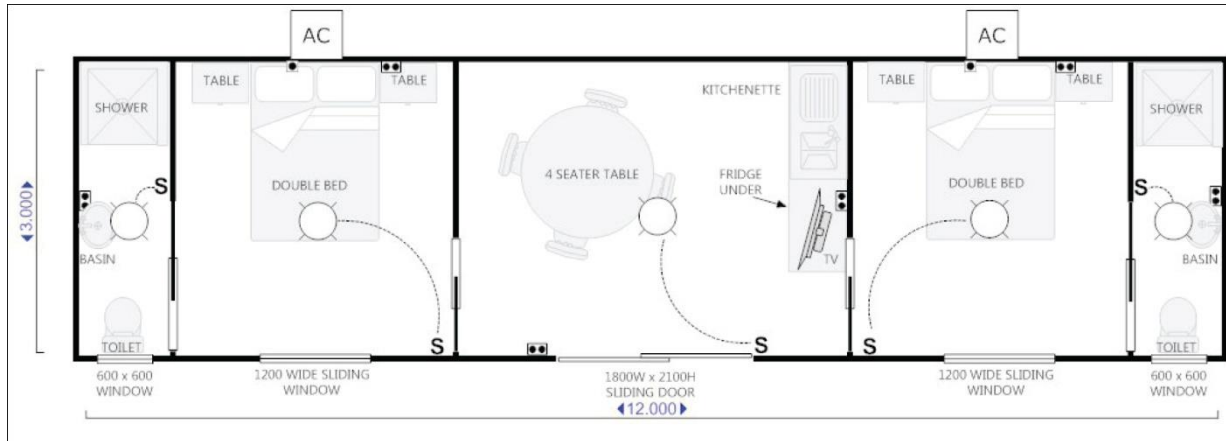 AC
AC
TABLE
TABLE
KITCHENETTE
TABLE
TABLE
SHOWER
SHOWER
4 SEATER TABLE
FRIDGE
UNDER
DOUBLE BED
DOUBLE BED
S
S
3.000
BASIN
TV
BASIN
TOILET
S
S
S
TOILET
600 x 600
WINDOW
1200 WIDE SLIDING
WINDOW
1800W x 2100H
SLIDING DOOR
1200 WIDE SLIDING
WINDOW
600 x 600
WINDOW
12.000